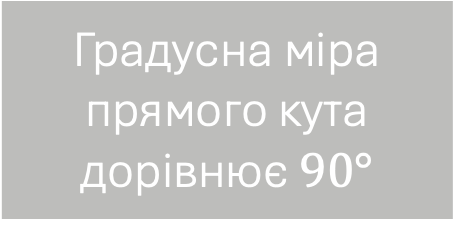 Градусна міра
прямого кута
дорівнює 90°